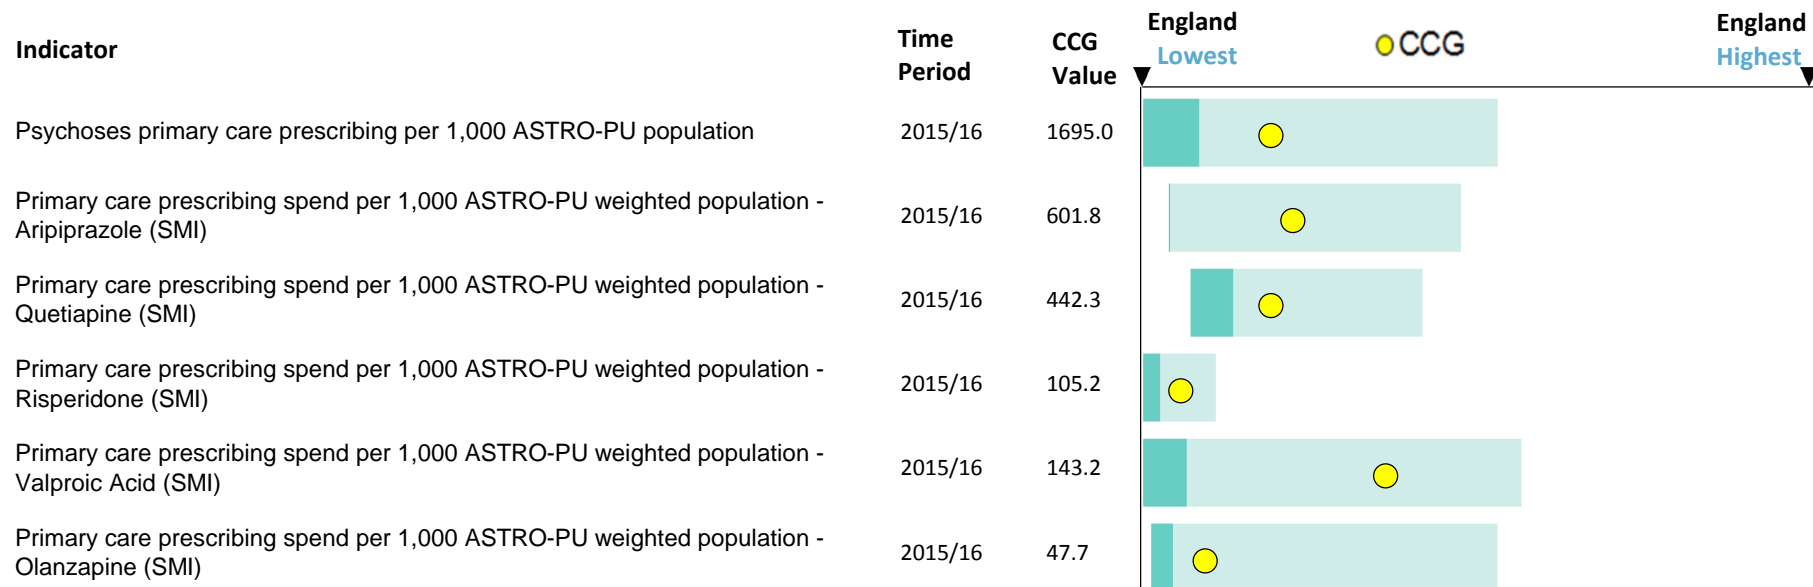 Indicator
Time Period
CCG Value
England Lowest
CCG
England Highest
Psychoses primary care prescribing per 1,000 ASTRO-PU population 2015/16 1695.0
Primary care prescribing spend per 1,000 ASTRO-PU weighted population -
Aripiprazole (SMI) 2015/16 601.8
Primary care prescribing spend per 1,000 ASTRO-PU weighted population -
Quetiapine (SMI) 2015/16 442.3
Primary care prescribing spend per 1,000 ASTRO-PU weighted population -
Risperidone (SMI) 2015/16 105.2
Primary care prescribing spend per 1,000 ASTRO-PU weighted population -
Valproic Acid (SMI) 2015/16 143.2
Primary care prescribing spend per 1,000 ASTRO-PU weighted population -
Olanzapine (SMI) 2015/16 47.7